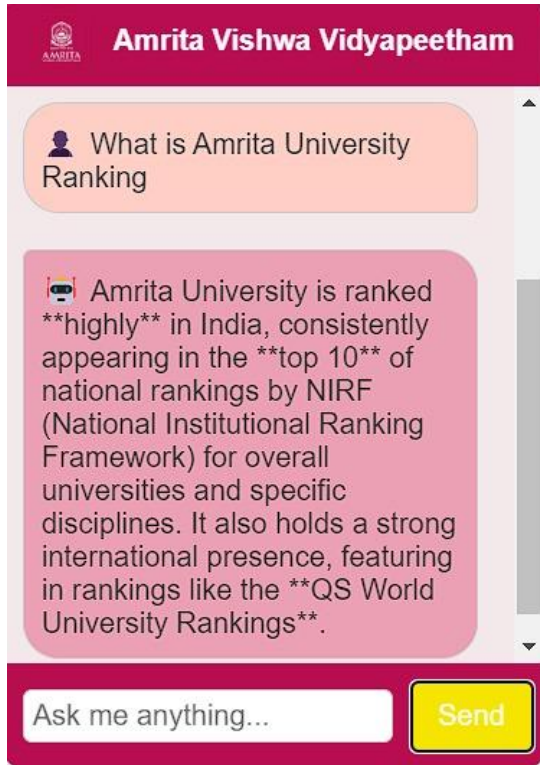 AMRITA
Amrita Vishwa Vidyapeetham
What is Amrita University
Ranking
Amrita University is ranked
**highly** in India, consistently
appearing in the **top 10** of
national rankings by NIRF
(National Institutional Ranking
Framework) for overall
universities and specific
disciplines. It also holds a strong
international presence, featuring
in rankings like the **QS World
University Rankings**.
Ask me anything...
Send